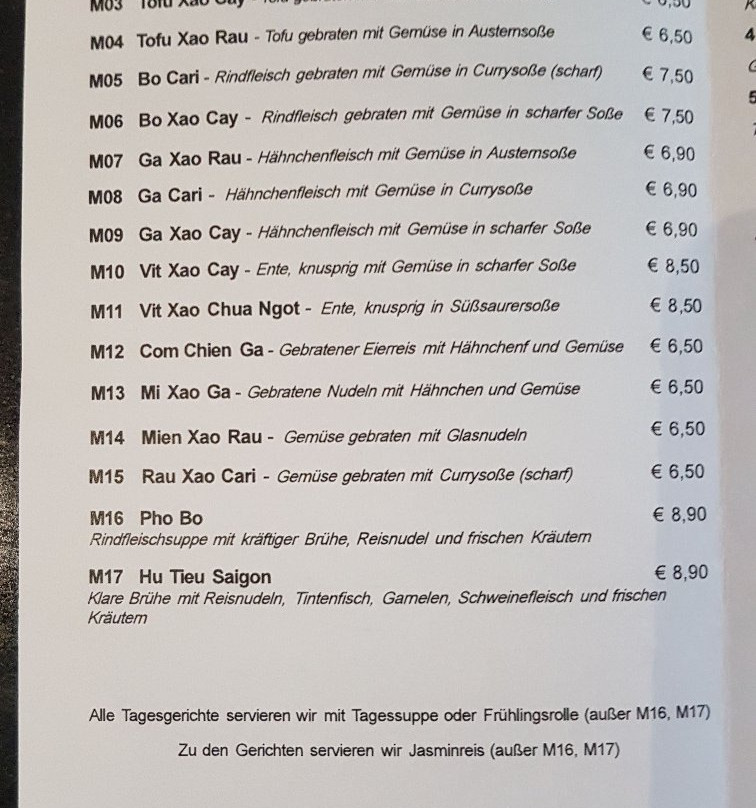 M03 Tofu Xao Cay -
M04 Tofu Xao Rau - Tofu gebraten mit Gemüse in Austernsoße € 6,50
M05 Bo Cari - Rindfleisch gebraten mit Gemüse in Currysoße (scharf) € 7,50
M06 Bo Xao Cay - Rindfleisch gebraten mit Gemüse in scharfer Soße € 7,50
M07 Ga Xao Rau - Hähnchenfleisch mit Gemüse in Austernsoße € 6,90
M08 Ga Cari - Hähnchenfleisch mit Gemüse in Currysoße € 6,90
M09 Ga Xao Cay - Hähnchenfleisch mit Gemüse in scharfer Soße € 6,90
M10 Vit Xao Cay - Ente, knusprig mit Gemüse in scharfer Soße € 8,50
M11 Vit Xao Chua Ngot - Ente, knusprig in Süßsaurersoße € 8,50
M12 Com Chien Ga - Gebratener Eierreis mit Hähnchenf und Gemüse € 6,50
M13 Mi Xao Ga - Gebratene Nudeln mit Hähnchen und Gemüse € 6,50
M14 Mien Xao Rau - Gemüse gebraten mit Glasnudeln € 6,50
M15 Rau Xao Cari - Gemüse gebraten mit Currysoße (scharf) € 6,50
M16 Pho Bo € 8,90
Rindfleischsuppe mit kräftiger Brühe, Reisnudel und frischen Kräutern
M17 Hu Tieu Saigon € 8,90
Klare Brühe mit Reisnudeln, Tintenfisch, Garnelen, Schweinefleisch und frischen
Kräutern
Alle Tagesgerichte servieren wir mit Tagessuppe oder Frühlingsrolle (außer M16, M17)
Zu den Gerichten servieren wir Jasminreis (außer M16, M17)